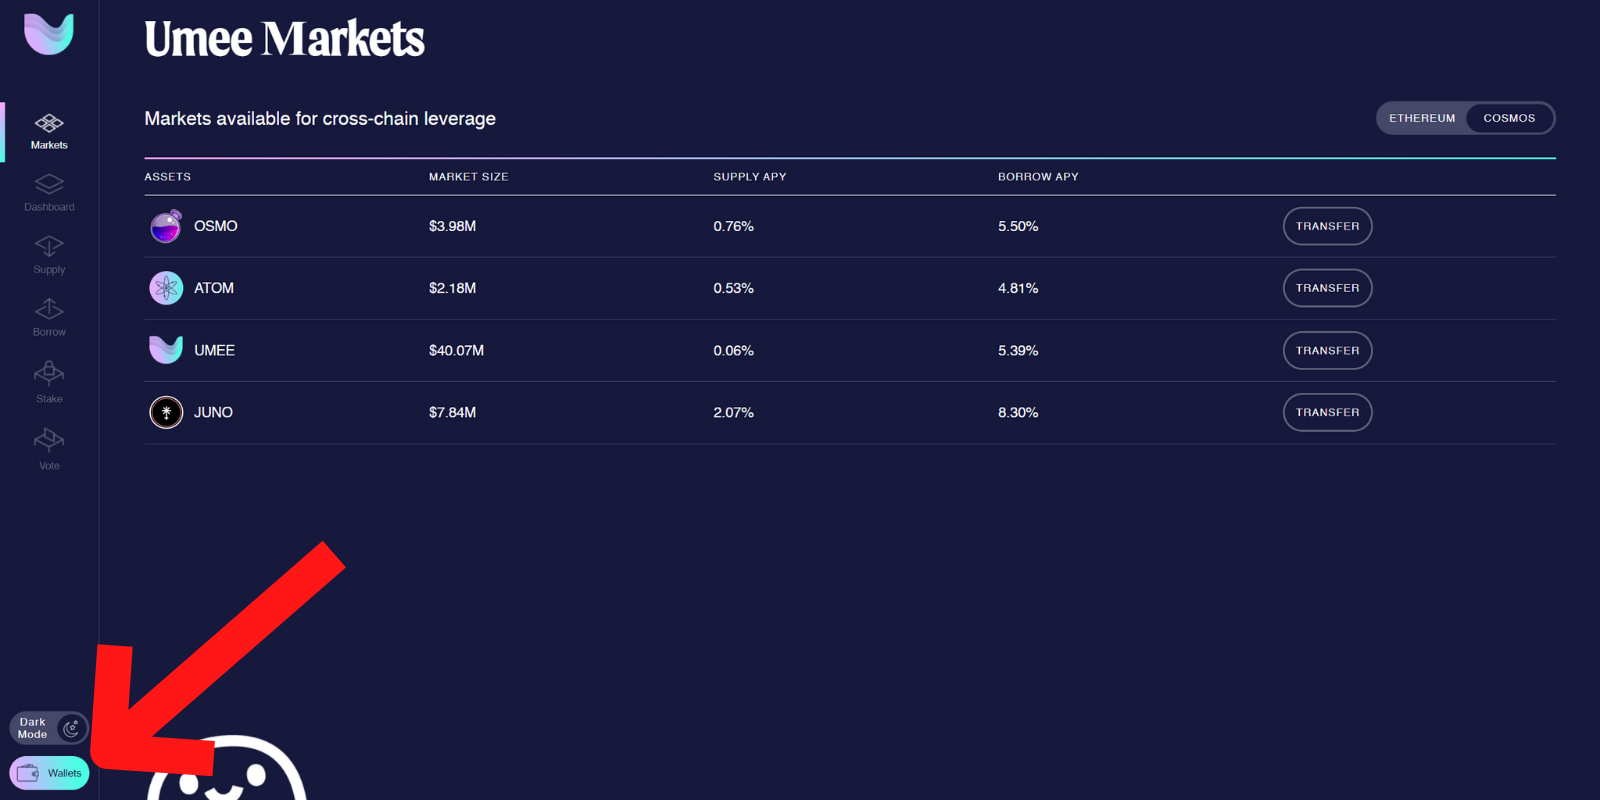 Umee Markets
Markets available for cross-chain leverage
ETHEREUM COSMOS
Markets
Dashboard
Supply
Borrow
Stake
Vote
ASSETS MARKET SIZE SUPPLY APY BORROW APY
OSMO $3.98M 0.76% 5.50% TRANSFER
ATOM $2.18M 0.53% 4.81% TRANSFER
UMEE $40.07M 0.06% 5.39% TRANSFER
JUNO $7.84M 2.07% 8.30% TRANSFER
Dark
Mode
Wallets